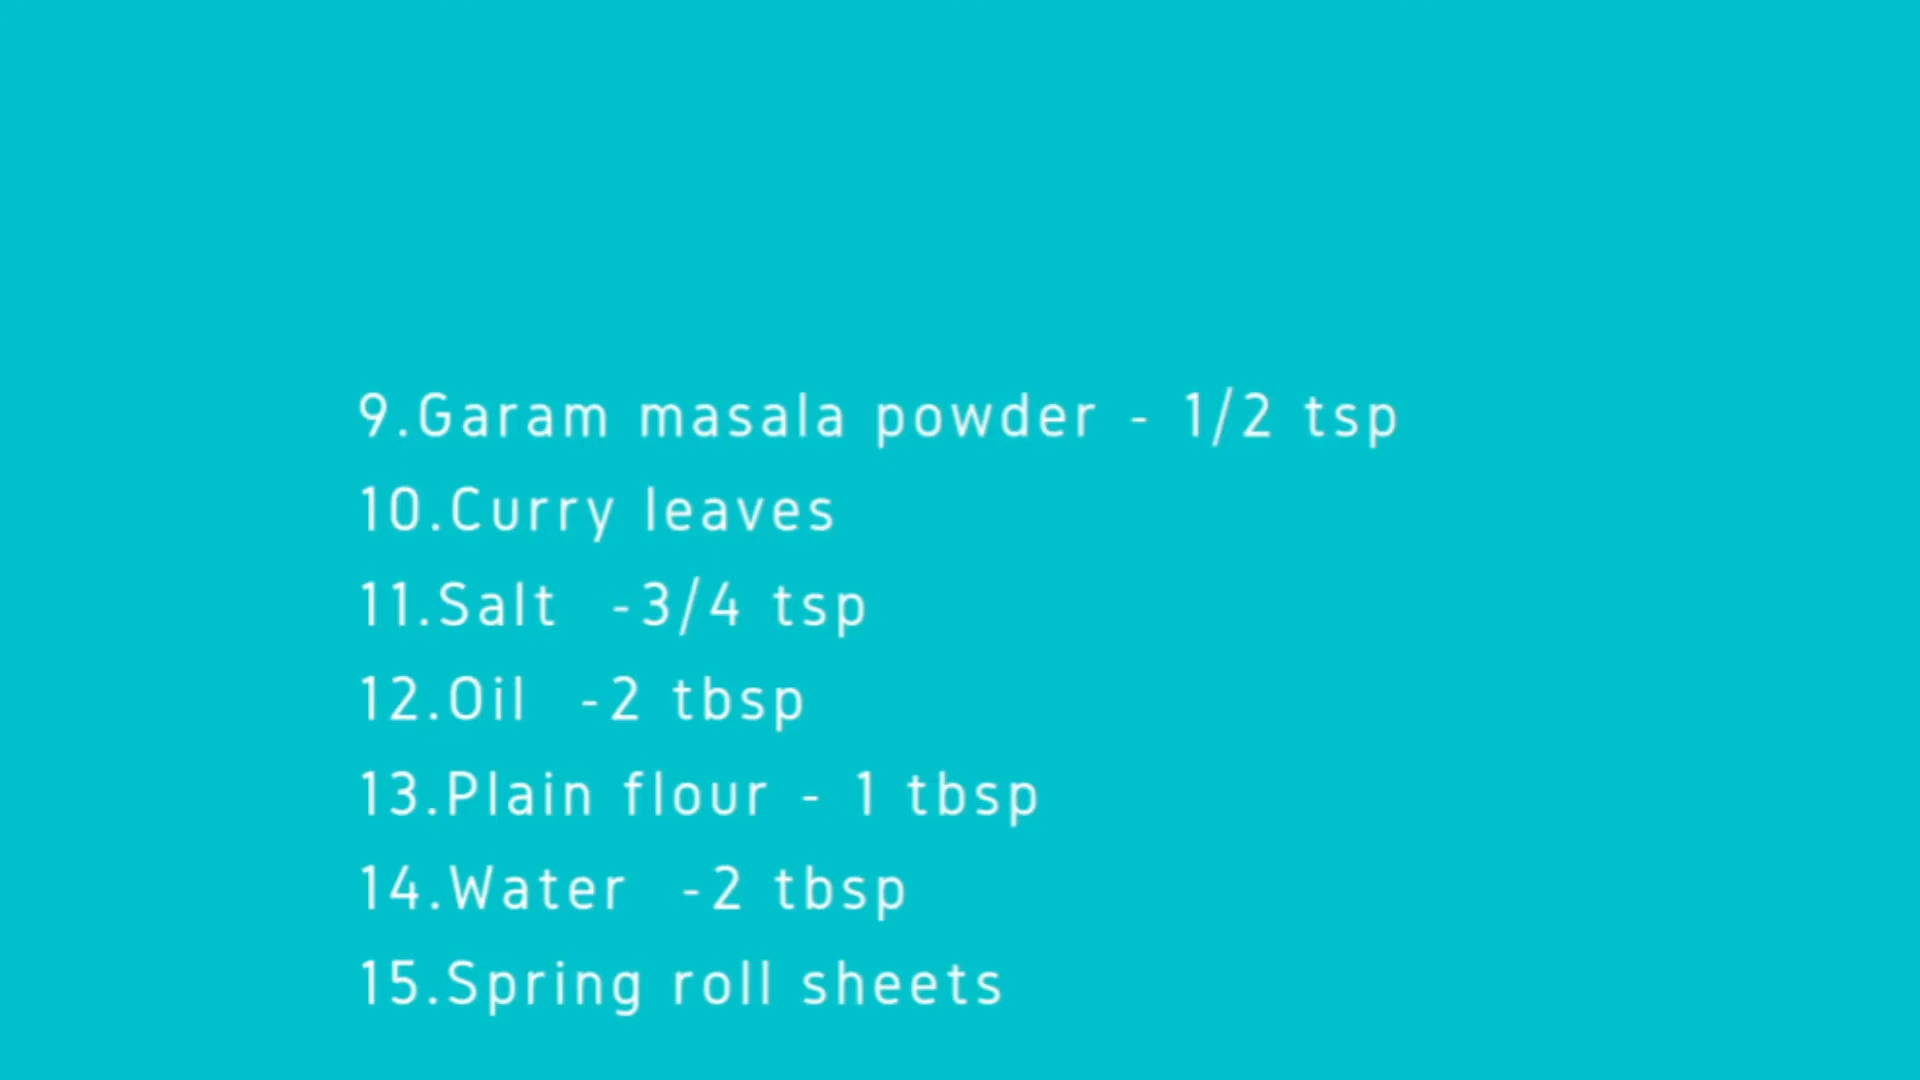 9.Garam masala powder - 1/2 tsp
10.Curry leaves
11.Salt  -3/4 tsp
12.Oil  -2 tbsp
13.Plain flour - 1 tbsp
14.Water  -2 tbsp
15.Spring roll sheets